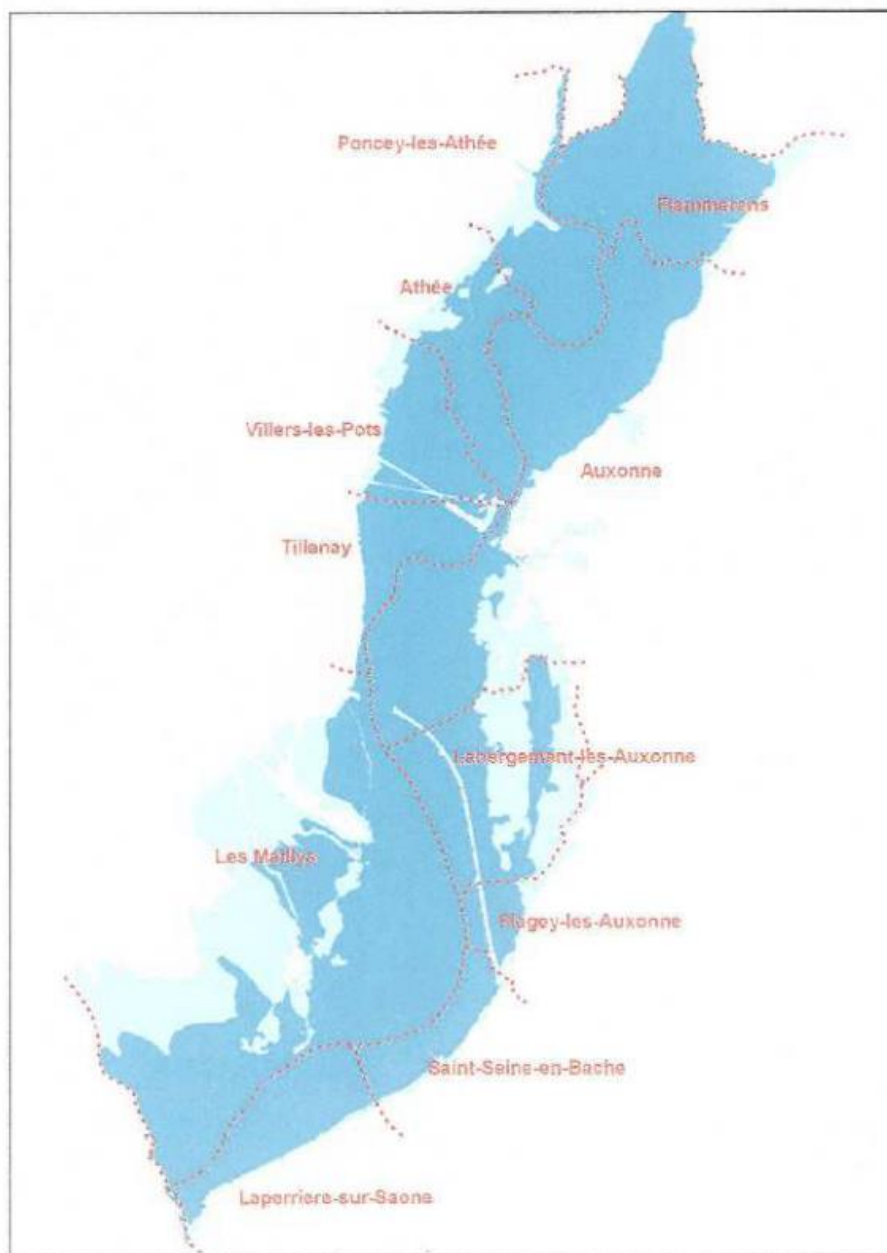 Poncey-les-Athée
Flammerans
Athée
Villers-les-Pots
Auxonne
Tillenay
Labergement-les-Auxonne
Les Maillys
Flagey-les-Auxonne
Saint-Seine-en-Bache
Laperriere-sur-Saone